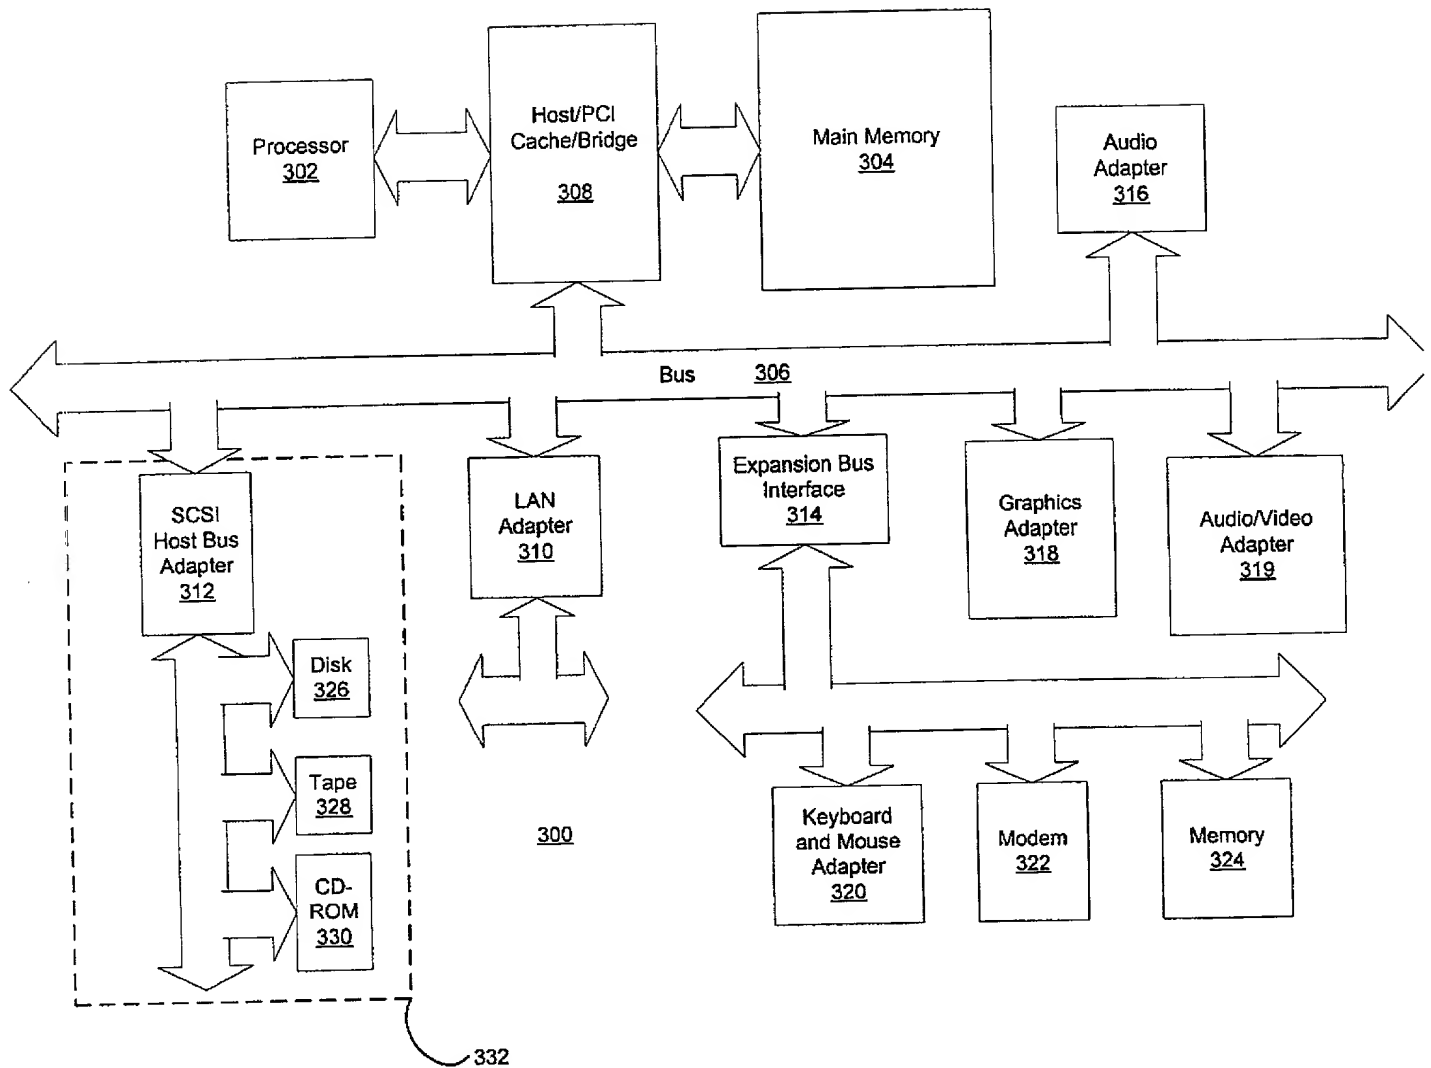 Processor
302
Host/PCI
Cache/Bridge
308
Main Memory
304
Audio
Adapter
316
Bus 306
SCSI
Host Bus
Adapter
312
LAN
Adapter
310
Expansion Bus
Interface
314
Graphics
Adapter
318
Audio/Video
Adapter
319
Disk
326
Tape
328
CD-
ROM
330
300
Keyboard
and Mouse
Adapter
320
Modem
322
Memory
324
332